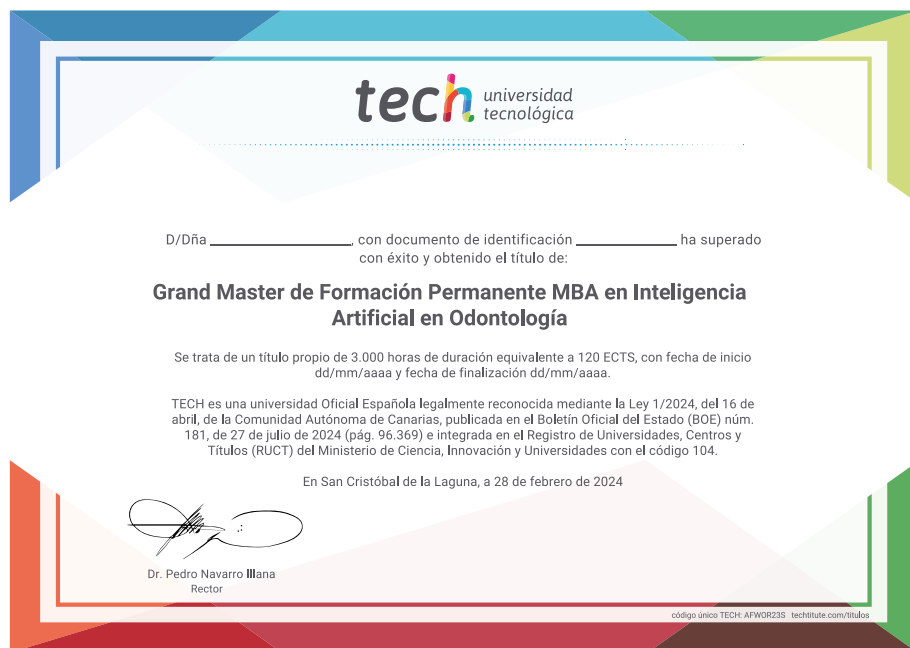 tech universidad
tecnológica
D/Dña ________________, con documento de identificación ____________ ha superado
con éxito y obtenido el título de:
Grand Master de Formación Permanente MBA en Inteligencia
Artificial en Odontología
Se trata de un título propio de 3.000 horas de duración equivalente a 120 ECTS, con fecha de inicio
dd/mm/aaaa y fecha de finalización dd/mm/aaaa.
TECH es una universidad Oficial Española legalmente reconocida mediante la Ley 1/2024, del 16 de
abril, de la Comunidad Autónoma de Canarias, publicada en el Boletín Oficial del Estado (BOE) núm.
181, de 27 de julio de 2024 (pág. 96.369) e integrada en el Registro de Universidades, Centros y
Títulos (RUCT) del Ministerio de Ciencia, Innovación y Universidades con el código 104.
En San Cristóbal de la Laguna, a 28 de febrero de 2024
Dr. Pedro Navarro Illana
Rector
código único TECH: AFWOR23S techtitute.com/titulos